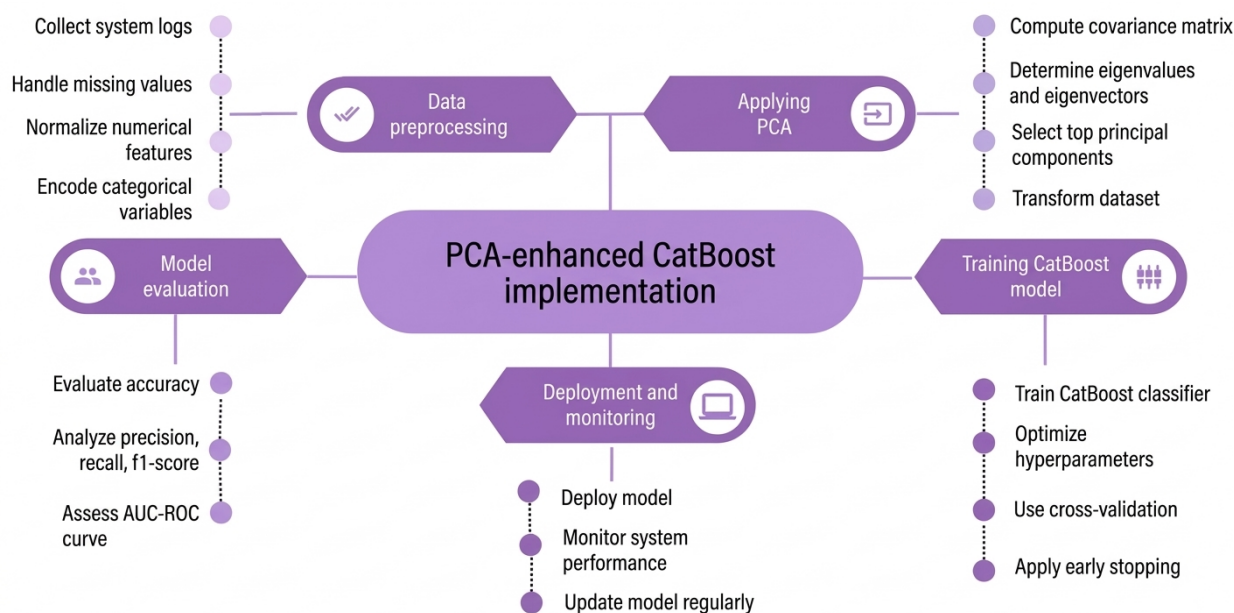 Collect system logs
Handle missing values
Normalize numerical
features
Encode categorical
variables
Data
preprocessing
Applying
PCA
Compute covariance matrix
Determine eigenvalues
and eigenvectors
Select top principal
components
Transform dataset
PCA-enhanced CatBoost
implementation
Model
evaluation
Evaluate accuracy
Analyze precision,
recall, f1-score
Assess AUC-ROC
curve
Deployment and
monitoring
Deploy model
Monitor system
performance
Update model regularly
Training CatBoost
model
Train CatBoost classifier
Optimize
hyperparameters
Use cross-validation
Apply early stopping